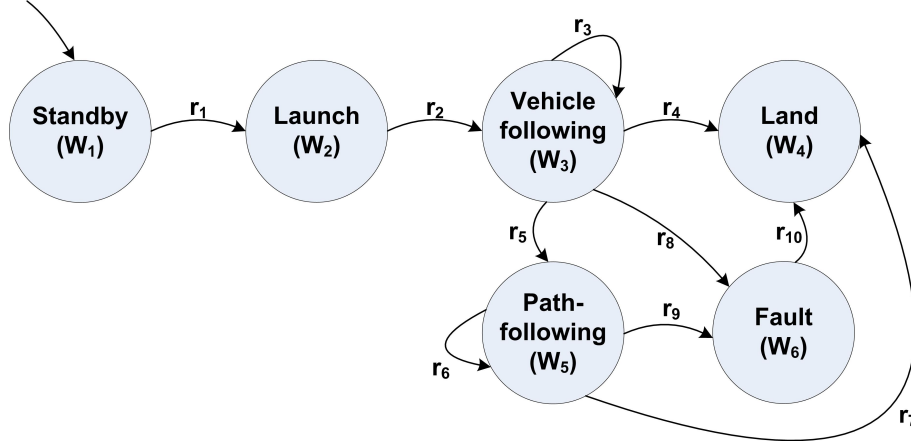 Standby
(W₁)
r₁
Launch
(W₂)
r₂
r₃
Vehicle
following
(W₃)
r₄
Land
(W₄)
r₅
r₈
r₁₀
Path-
following
(W₅)
r₆
r₉
Fault
(W₆)
r₇